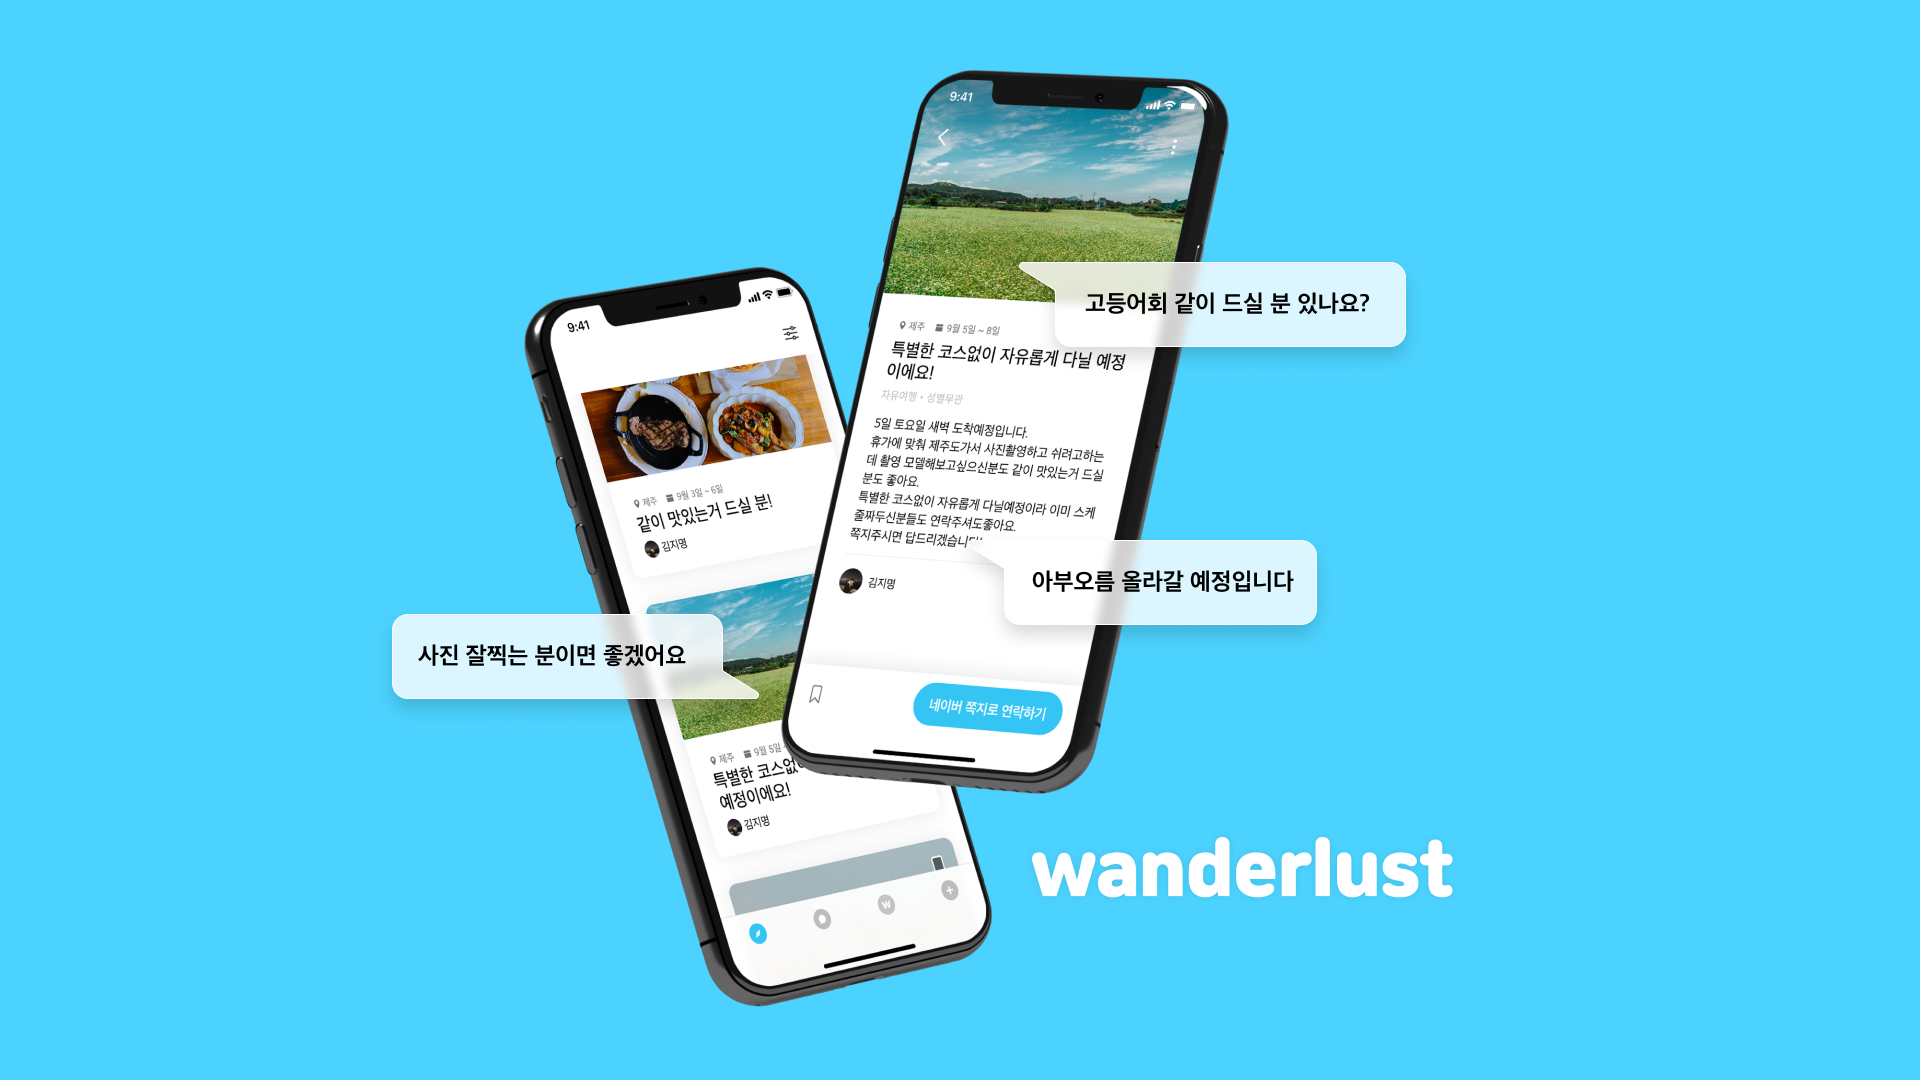 9:41
제주 9월 3일 ~ 6일
같이 맛있는거 드실 분!
김지명
사진 잘찍는 분이면 좋겠어요
제주 9월 5일
특별한 코스없이
예정이에요!
김지명
W
9:41
고등어회 같이 드실 분 있나요?
제주 9월 5일 ~ 8일
특별한 코스없이 자유롭게 다닐 예정
이에요!
자유여행 • 성별무관
5일 토요일 새벽 도착예정입니다.
휴가에 맞춰 제주도가서 사진촬영하고 쉬려고하는
데 촬영 모델해보고싶으신분도 같이 맛있는거 드실
분도 좋아요.
특별한 코스없이 자유롭게 다닐예정이라 이미 스케
줄짜두신분들도 연락주셔도좋아요.
쪽지주시면 답드리겠습니다
아부오름 올라갈 예정입니다
김지명
네이버 쪽지로 연락하기
wanderlust